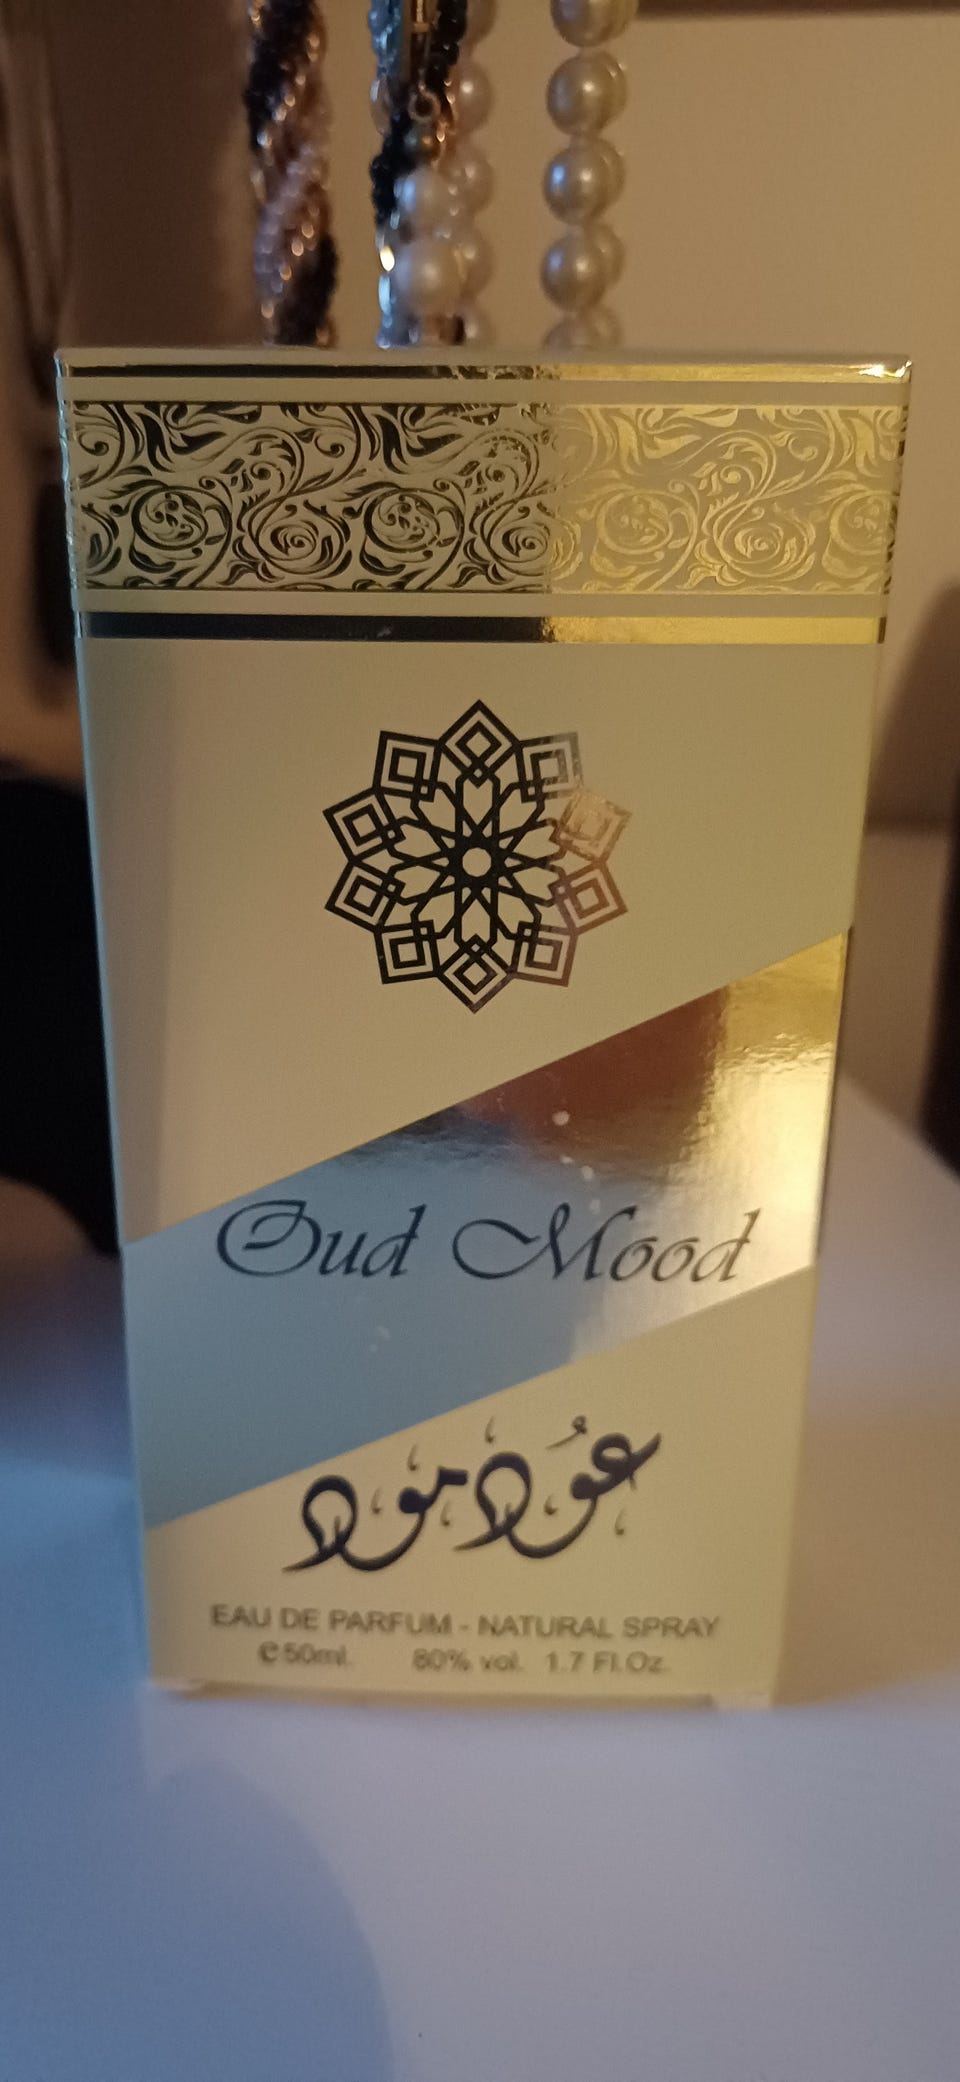 Oud Mood
عود مود
EAU DE PARFUM - NATURAL SPRAY
e 50ml. 80% vol. 1.7 Fl.Oz.